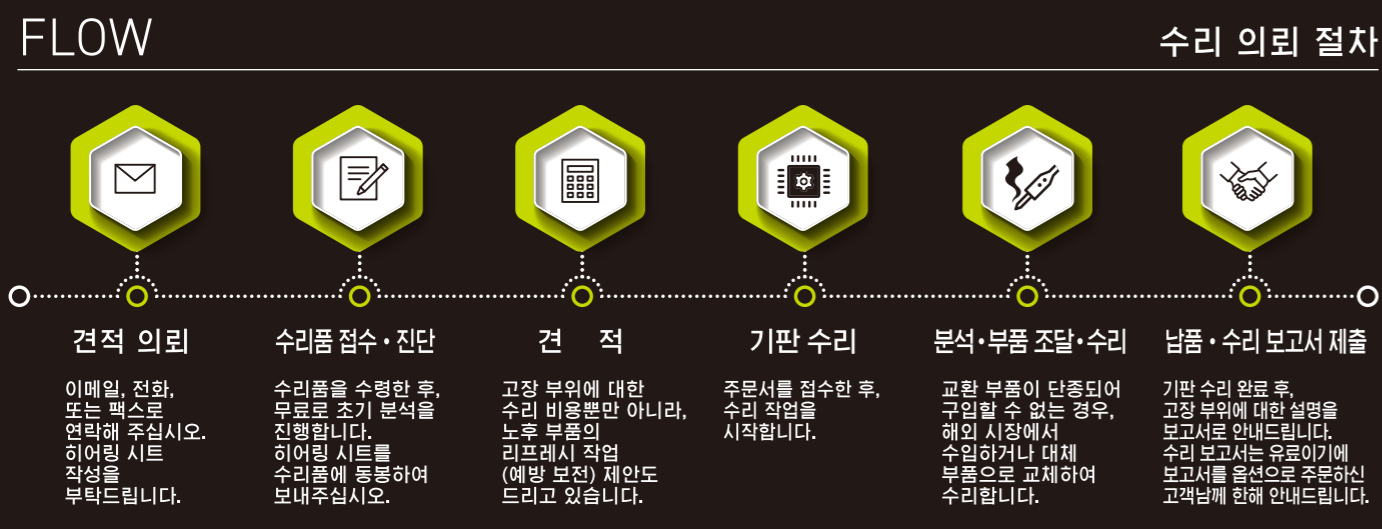 FLOW
수리 의뢰 절차
견적 의뢰
이메일, 전화,
또는 팩스로
연락해 주십시오.
히어링 시트
작성을
부탁드립니다.
수리품 접수・진단
수리품을 수령한 후,
무료로 초기 분석을
진행합니다.
히어링 시트를
수리품에 동봉하여
보내주십시오.
견 적
고장 부위에 대한
수리 비용뿐만 아니라,
노후 부품의
리프레시 작업
(예방 보전) 제안도
드리고 있습니다.
기판 수리
주문서를 접수한 후,
수리 작업을
시작합니다.
분석・부품 조달・수리
교환 부품이 단종되어
구입할 수 없는 경우,
해외 시장에서
수입하거나 대체
부품으로 교체하여
수리합니다.
납품・수리 보고서 제출
기판 수리 완료 후,
고장 부위에 대한 설명을
보고서로 안내드립니다.
수리 보고서는 유료이기에
보고서를 옵션으로 주문하신
고객남께 한해 안내드립니다.